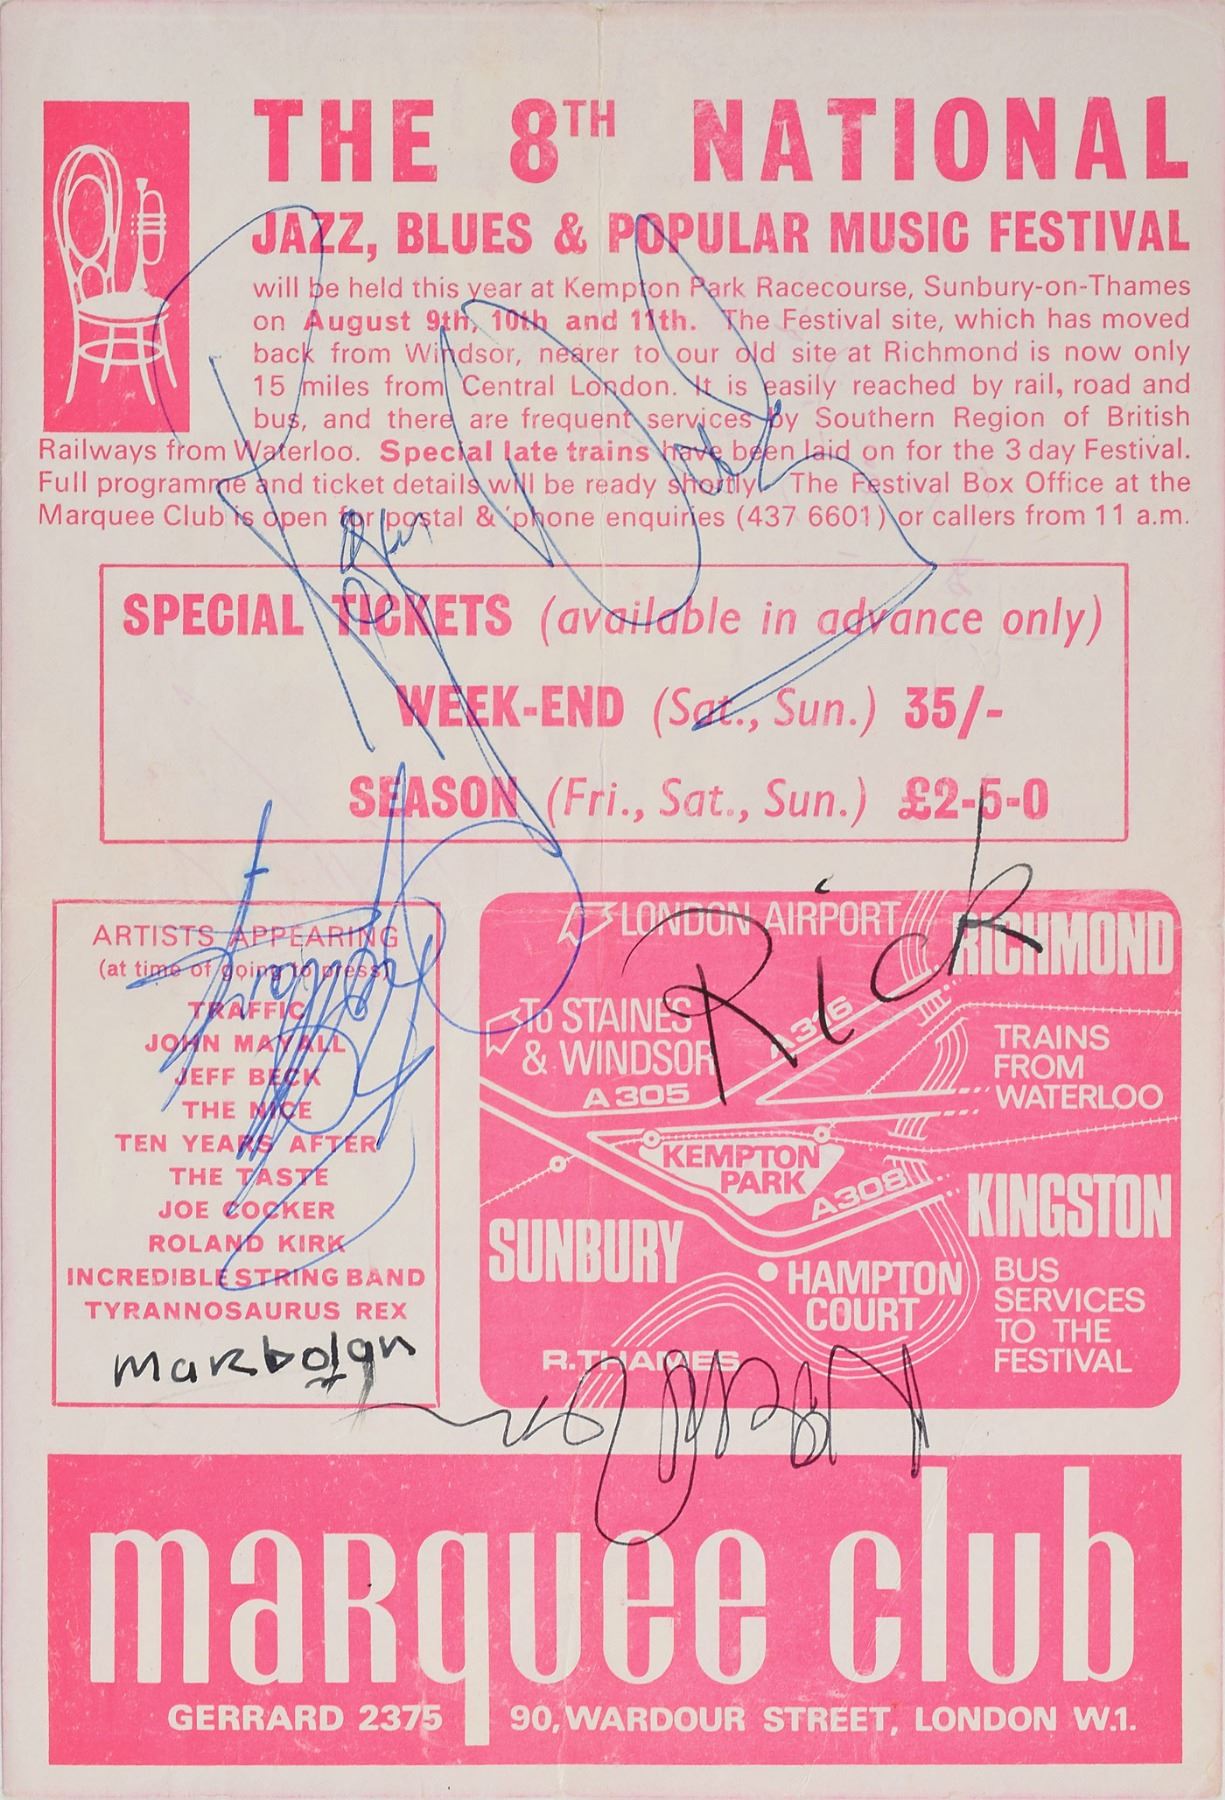 THE 8TH NATIONAL
JAZZ, BLUES & POPULAR MUSIC FESTIVAL
will be held this year at Kempton Park Racecourse, Sunbury-on-Thames
on August 9th, 10th and 11th. The Festival site, which has moved
back from Windsor, nearer to our old site at Richmond is now only
15 miles from Central London. It is easily reached by rail, road and
bus, and there are frequent services by Southern Region of British
Railways from Waterloo. Special late trains have been laid on for the 3 day Festival.
Full programme and ticket details will be ready shortly. The Festival Box Office at the
Marquee Club is open for postal & 'phone enquiries (437 6601) or callers from 11 a.m.
SPECIAL TICKETS (available in advance only)
WEEK-END (Sat., Sun.) 35/-
SEASON (Fri., Sat., Sun.) £2-5-0
ARTISTS APPEARING
(at time of going to press)
TRAFFIC
JOHN MAYALL
JEFF BECK
THE NICE
TEN YEARS AFTER
THE TASTE
JOE COCKER
ROLAND KIRK
INCREDIBLE STRING BAND
TYRANNOSAURUS REX
marc bolan
Rick
LONDON AIRPORT
RICHMOND
To STAINES
& WINDSOR
A316
A305
TRAINS
FROM
WATERLOO
KEMPTON
PARK
A308
KINGSTON
SUNBURY
HAMPTON
COURT
BUS
SERVICES
TO THE
FESTIVAL
R.THAMES
marquee club
GERRARD 2375 90, WARDOUR STREET, LONDON W.1.